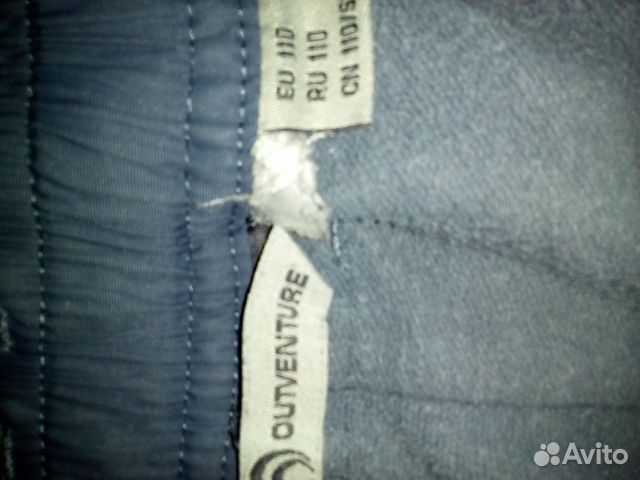 EU 110
RU 110
CN 110/5
OUTVENTURE
Avito